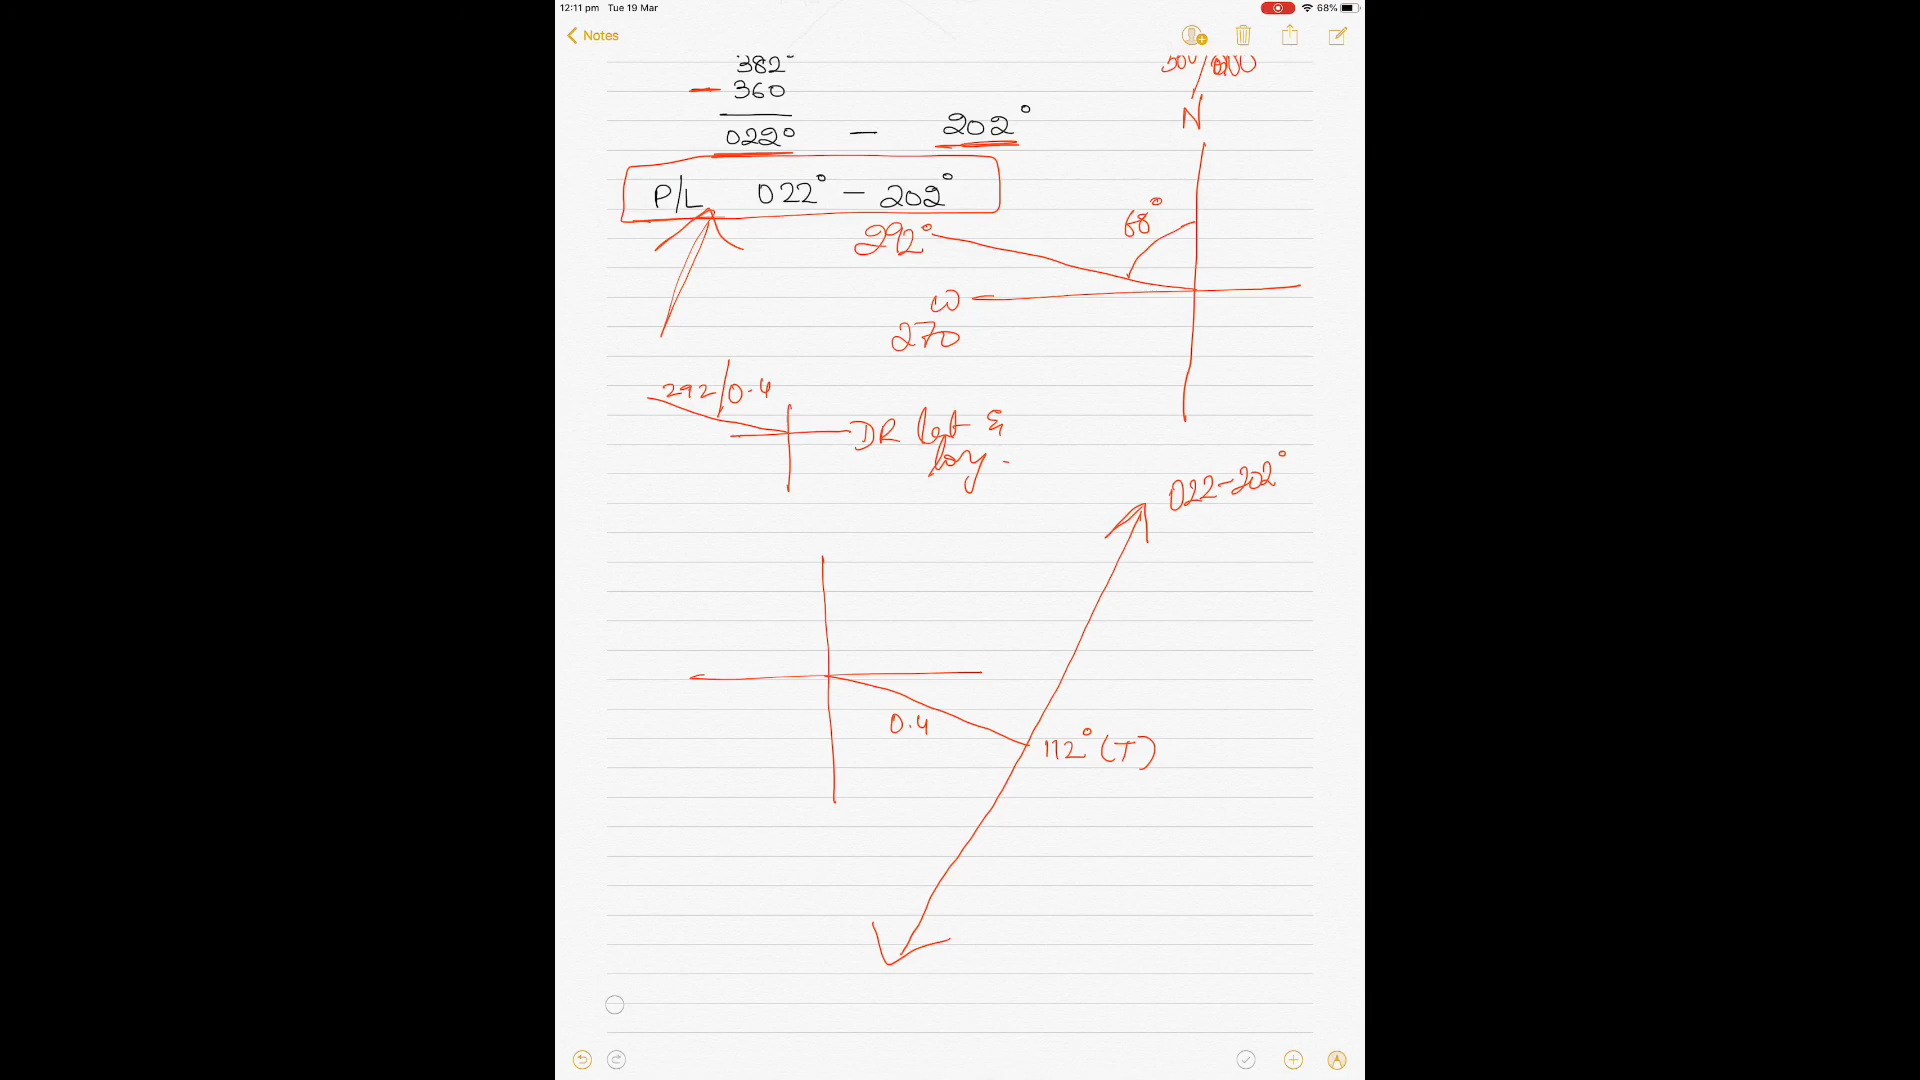 12:11 pm Tue 19 Mar
68%
Notes
382°
360
022° — 202°
N
P/L 022° — 202°
68°
292°
W
270
292/0.4
DR lat &
long.
022-202°
0.4
112° (T)